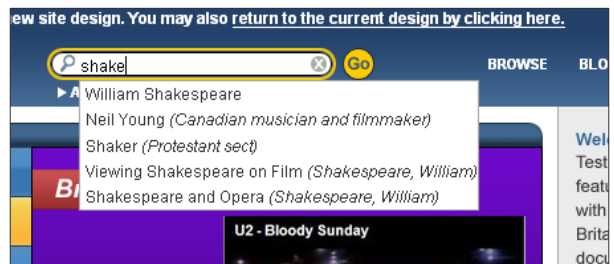 ew site design. You may also return to the current design by clicking here.
shake
Go
BROWSE
BLO
A
William Shakespeare
Neil Young (Canadian musician and filmmaker)
Shaker (Protestant sect)
Viewing Shakespeare on Film (Shakespeare, William)
Shakespeare and Opera (Shakespeare, William)
Wel
Test
featu
with
Brita
docu
B
U2 - Bloody Sunday